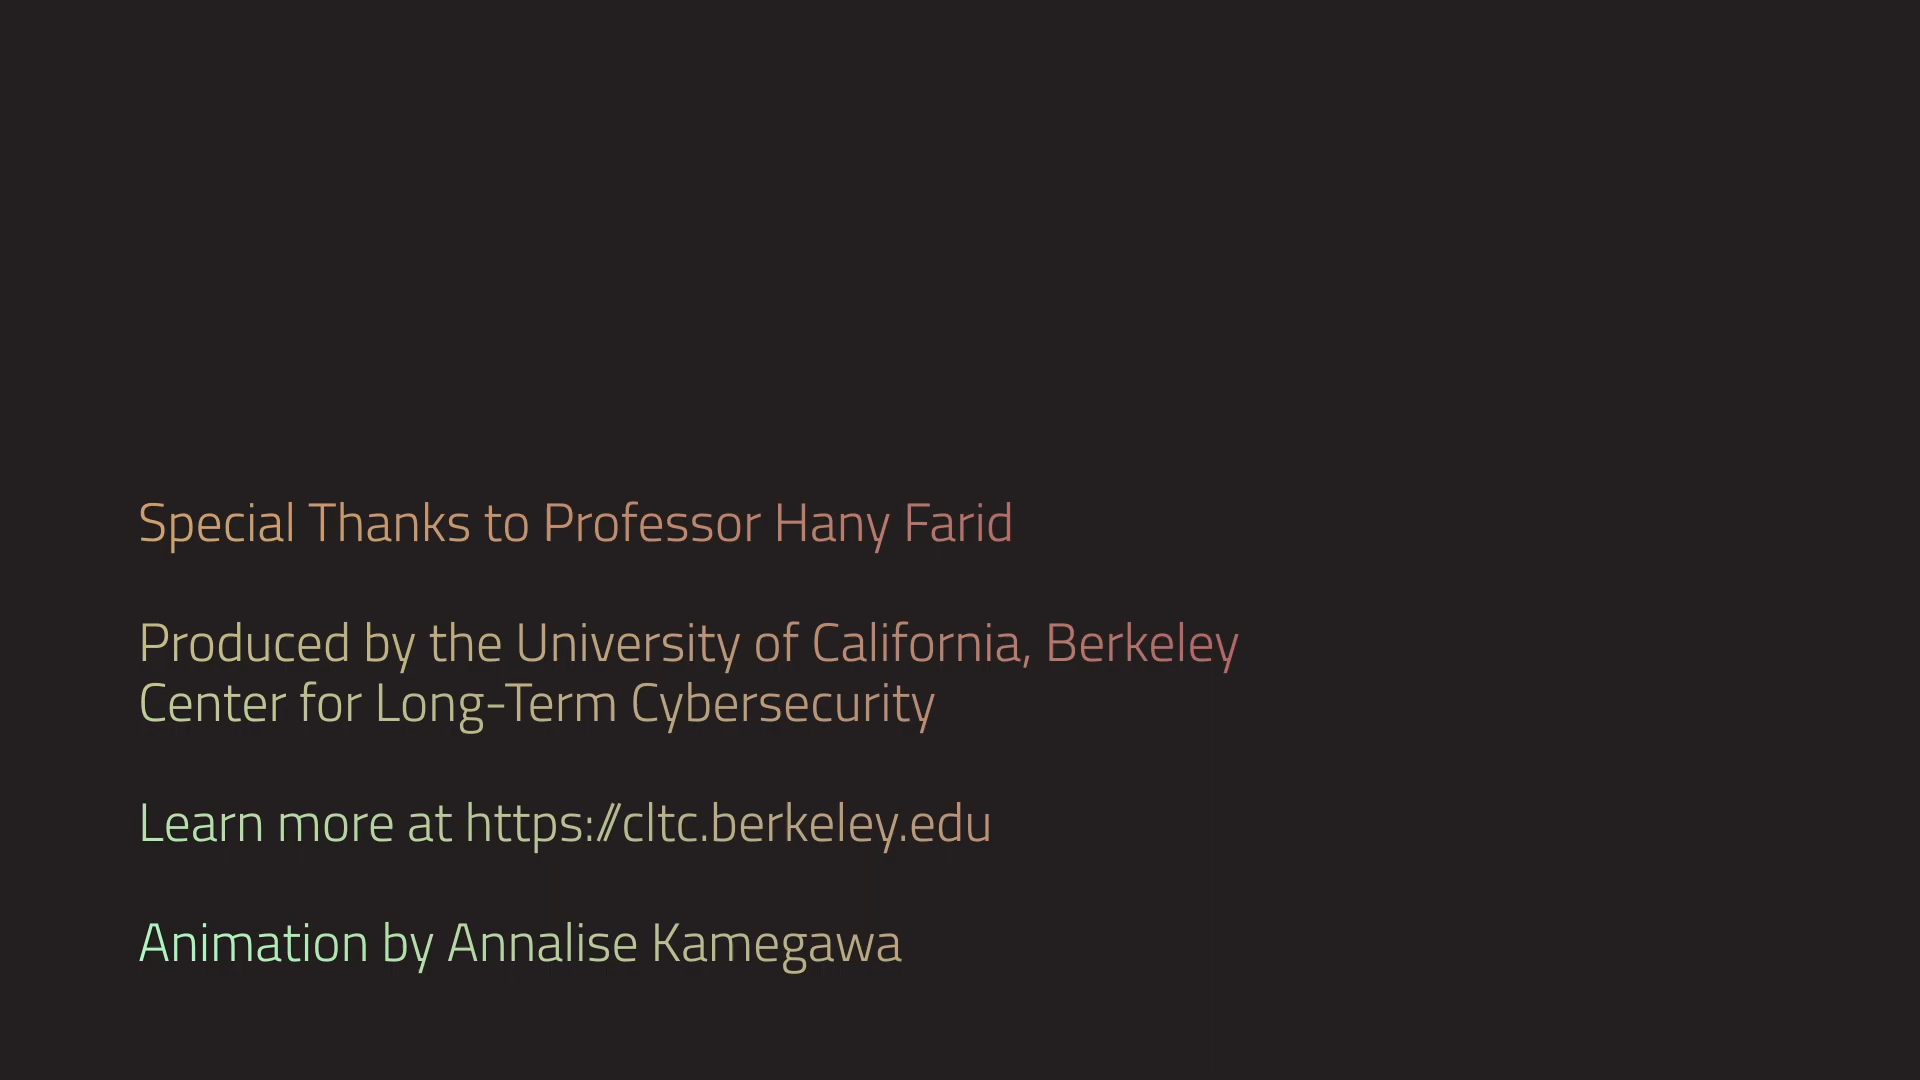 Special Thanks to Professor Hany Farid
Produced by the University of California, Berkeley
Center for Long-Term Cybersecurity
Learn more at https://cltc.berkeley.edu
Animation by Annalise Kamegawa